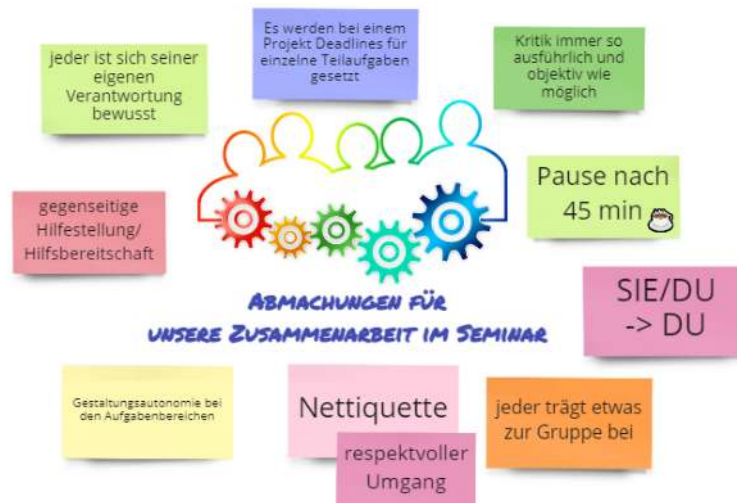 jeder ist sich seiner
eigenen
Verantwortung
bewusst
Es werden bei einem
Projekt Deadlines für
einzelne Teilaufgaben
gesetzt
Kritik immer so
ausführlich und
objektiv wie
möglich
gegenseitige
Hilfestellung/
Hilfsbereitschaft
Pause nach
45 min
SIE/DU
-> DU
Abmachungen für
unsere Zusammenarbeit im Seminar
Gestaltungsautonomie bei
den Aufgabenbereichen
Nettiquette
respektvoller
Umgang
jeder trägt etwas
zur Gruppe bei